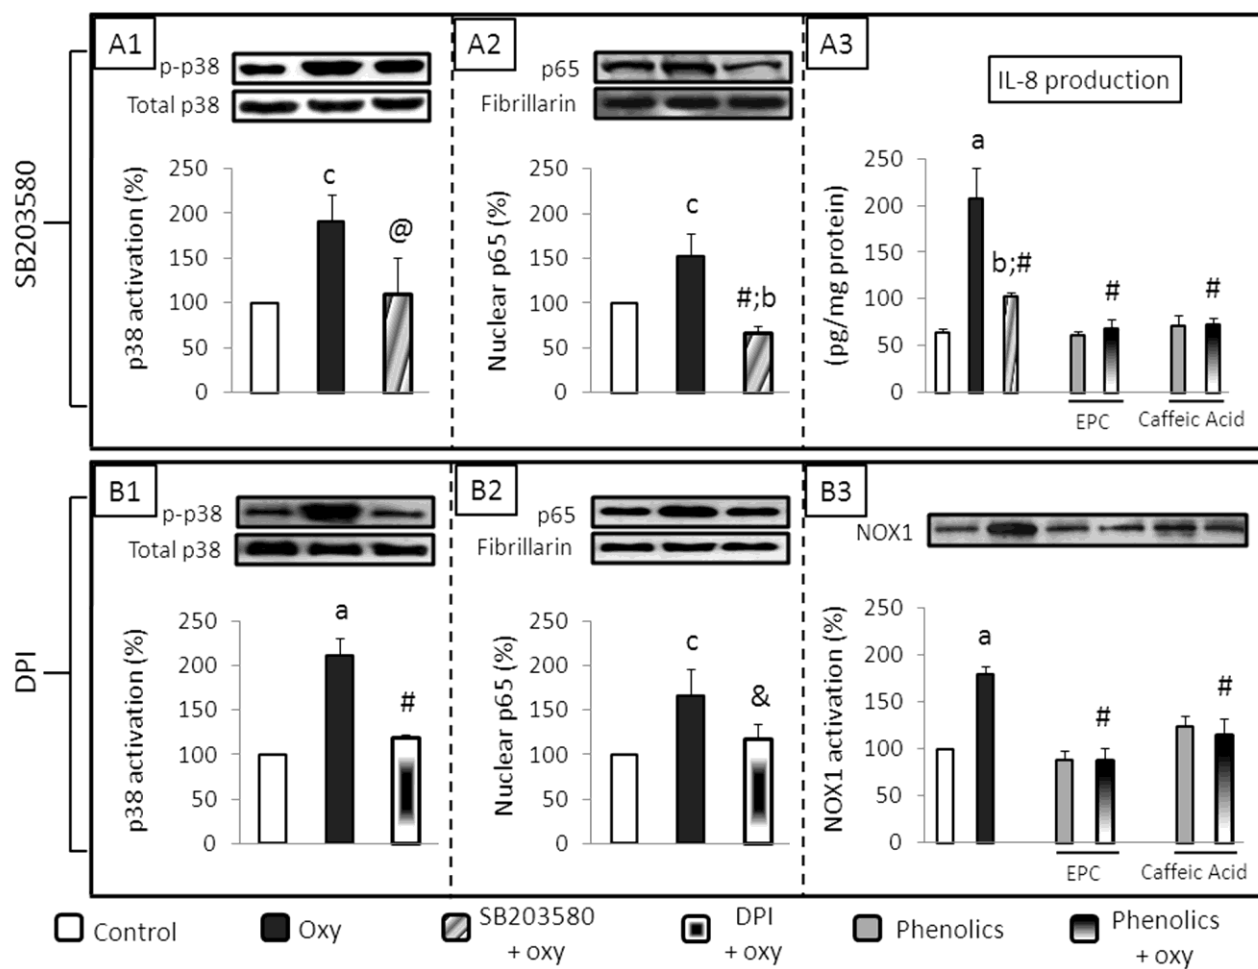 SB203580
A1
p-p38
Total p38
p38 activation (%)
250
200
150
100
50
0
c
@
A2
p65
Fibrillarin
Nuclear p65 (%)
250
200
150
100
50
0
c
#;b
A3
IL-8 production
(pg/mg protein)
250
200
150
100
50
0
a
b;#
#
#
EPC
Caffeic Acid
DPI
B1
p-p38
Total p38
p38 activation (%)
250
200
150
100
50
0
a
#
B2
p65
Fibrillarin
Nuclear p65 (%)
250
200
150
100
50
0
c
&
B3
NOX1
NOX1 activation (%)
250
200
150
100
50
0
a
#
#
EPC
Caffeic Acid
Control
Oxy
SB203580
+ oxy
DPI
+ oxy
Phenolics
Phenolics
+ oxy